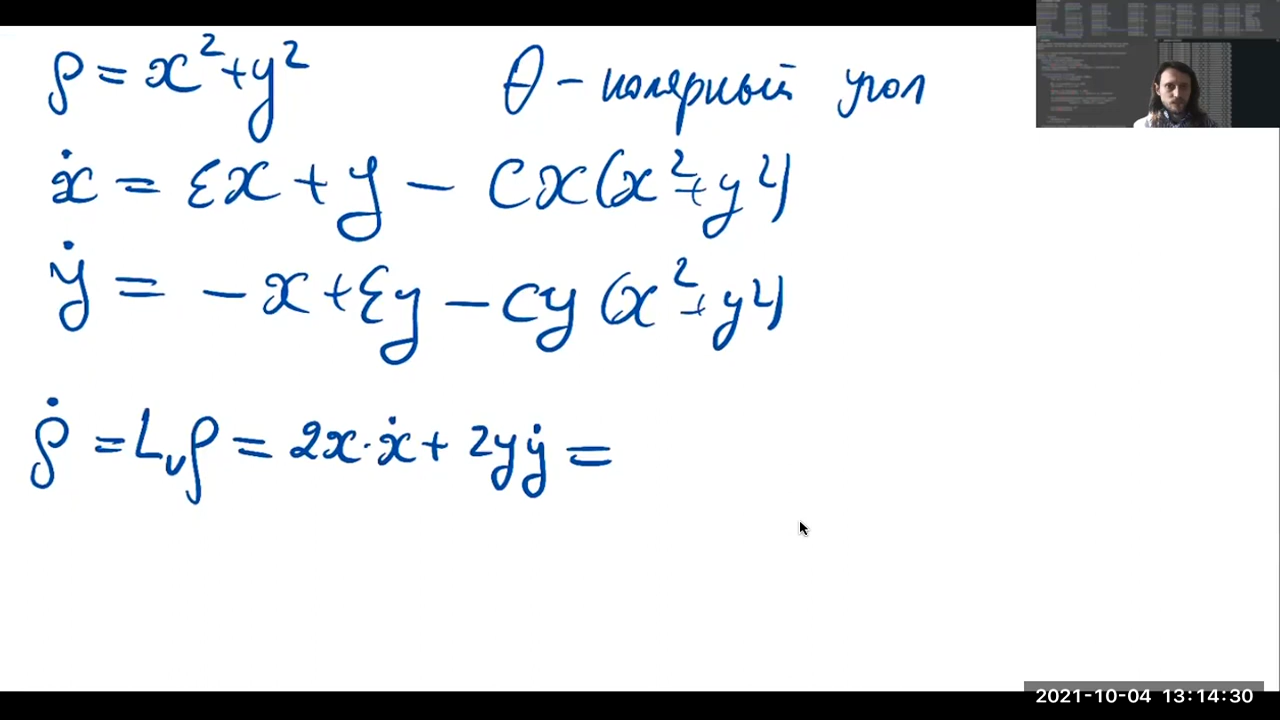 ρ = x² + y² θ – полярный угол
ẋ = εx + y – Cx(x² + y²)
ẏ = – x + εy – Cy(x² + y²)
ρ̇ = Lᵥρ = 2x·ẋ + 2yẏ =
2021-10-04 13:14:30